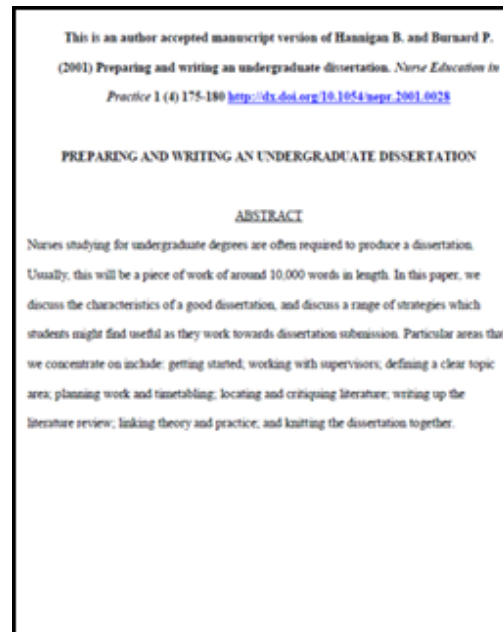 This is an author accepted manuscript version of Hannigan B. and Burnard P.
(2001) Preparing and writing an undergraduate dissertation. Nurse Education in
Practice 1 (4) 175-180 http://dx.doi.org/10.1054/nepr.2001.0028
PREPARING AND WRITING AN UNDERGRADUATE DISSERTATION
ABSTRACT
Nurses studying for undergraduate degrees are often required to produce a dissertation.
Usually, this will be a piece of work of around 10,000 words in length. In this paper, we
discuss the characteristics of a good dissertation, and discuss a range of strategies which
students might find useful as they work towards dissertation submission. Particular areas that
we concentrate on include: getting started; working with supervisors; defining a clear topic
area; planning work and timetabling; locating and critiquing literature; writing up the
literature review; linking theory and practice; and knitting the dissertation together.